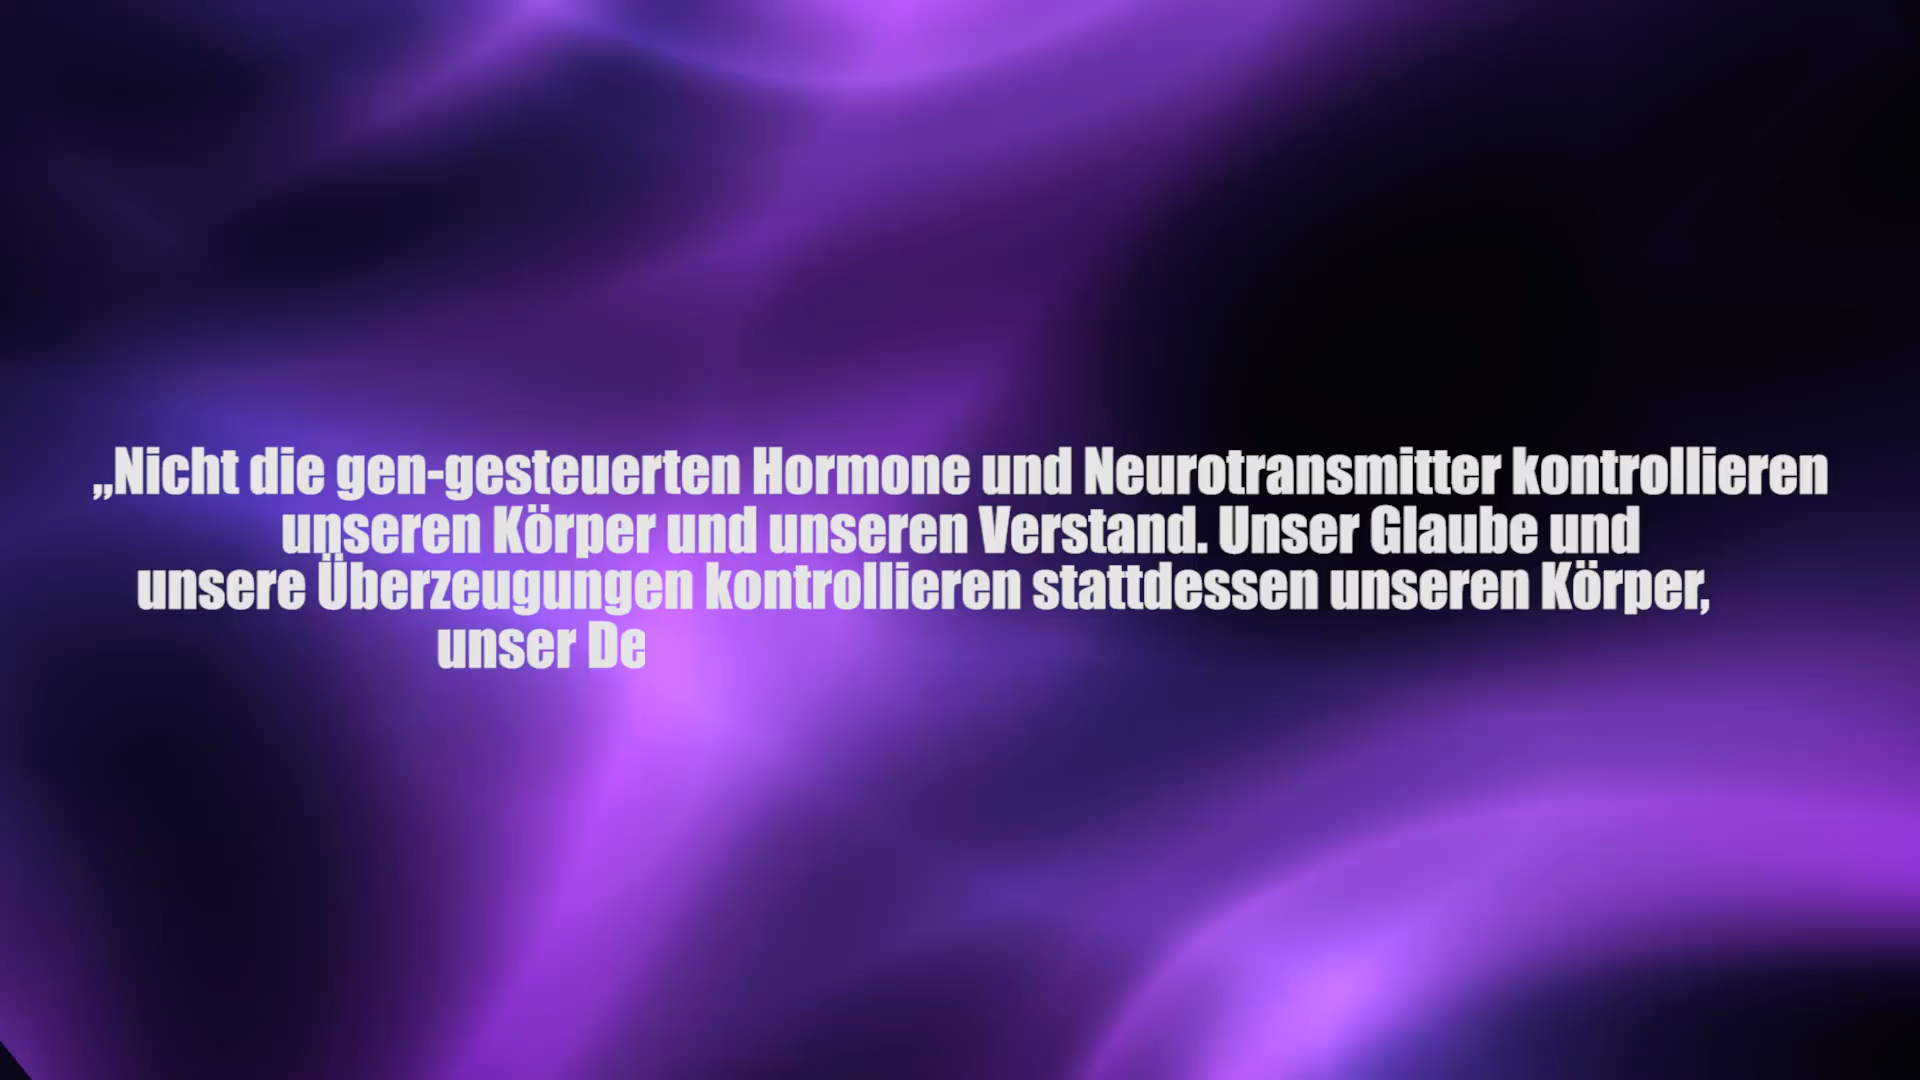 „Nicht die gen-gesteuerten Hormone und Neurotransmitter kontrollieren
unseren Körper und unseren Verstand. Unser Glaube und
unsere Überzeugungen kontrollieren stattdessen unseren Körper,
unser De